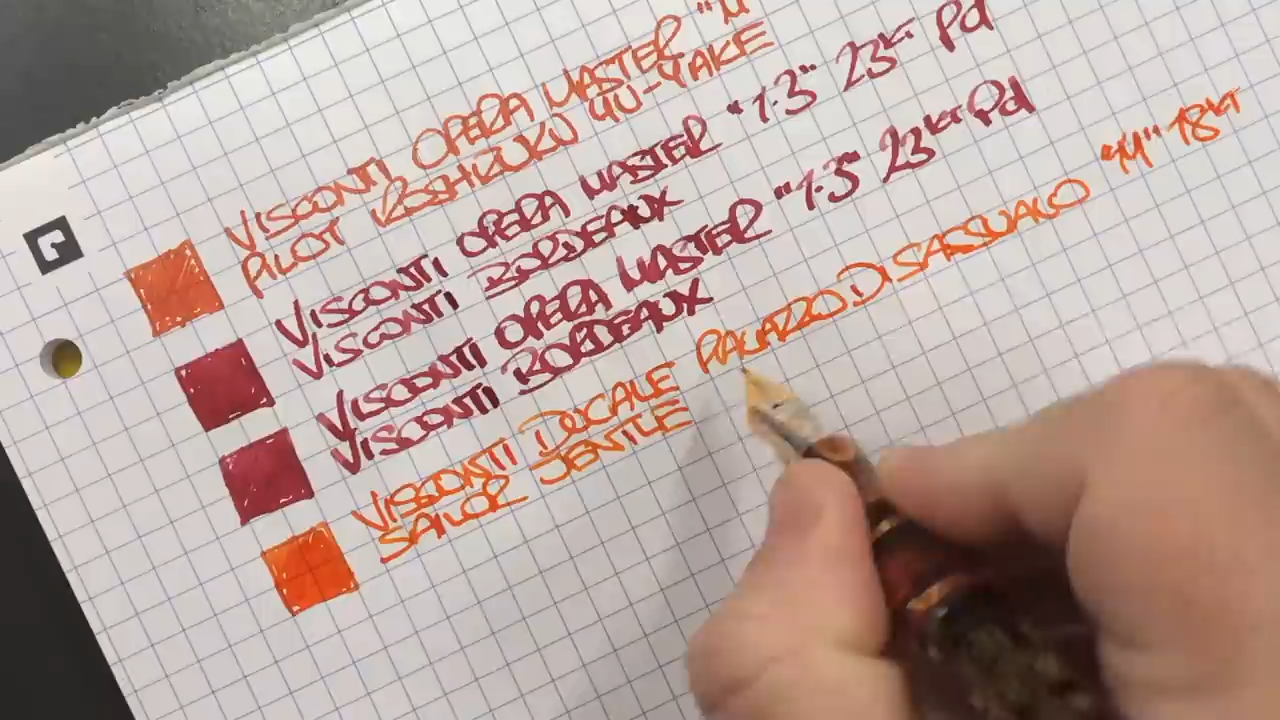 VISCONTI OPERA MASTER "M
PILOT IROSHIZUKU YU-YAKE
VISCONTI OPERA MASTER "1.3" 23kt Pd
VISCONTI BORDEAUX
VISCONTI OPERA MASTER "1.3" 23kt Pd
VISCONTI BORDEAUX
VISCONTI DUCALE PALAZZO DI SASSUALO "M" 18kt
SAILOR JENTLE